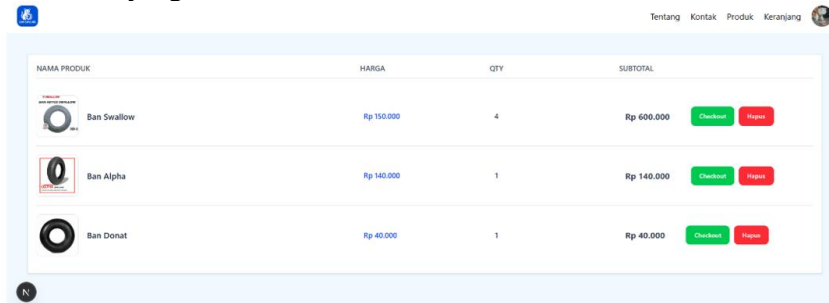 Tentang Kontak Produk Keranjang
NAMA PRODUK HARGA QTY SUBTOTAL
Ban Swallow Rp 150.000 4 Rp 600.000 Checkout Hapus
Ban Alpha Rp 140.000 1 Rp 140.000 Checkout Hapus
Ban Donat Rp 40.000 1 Rp 40.000 Checkout Hapus
N